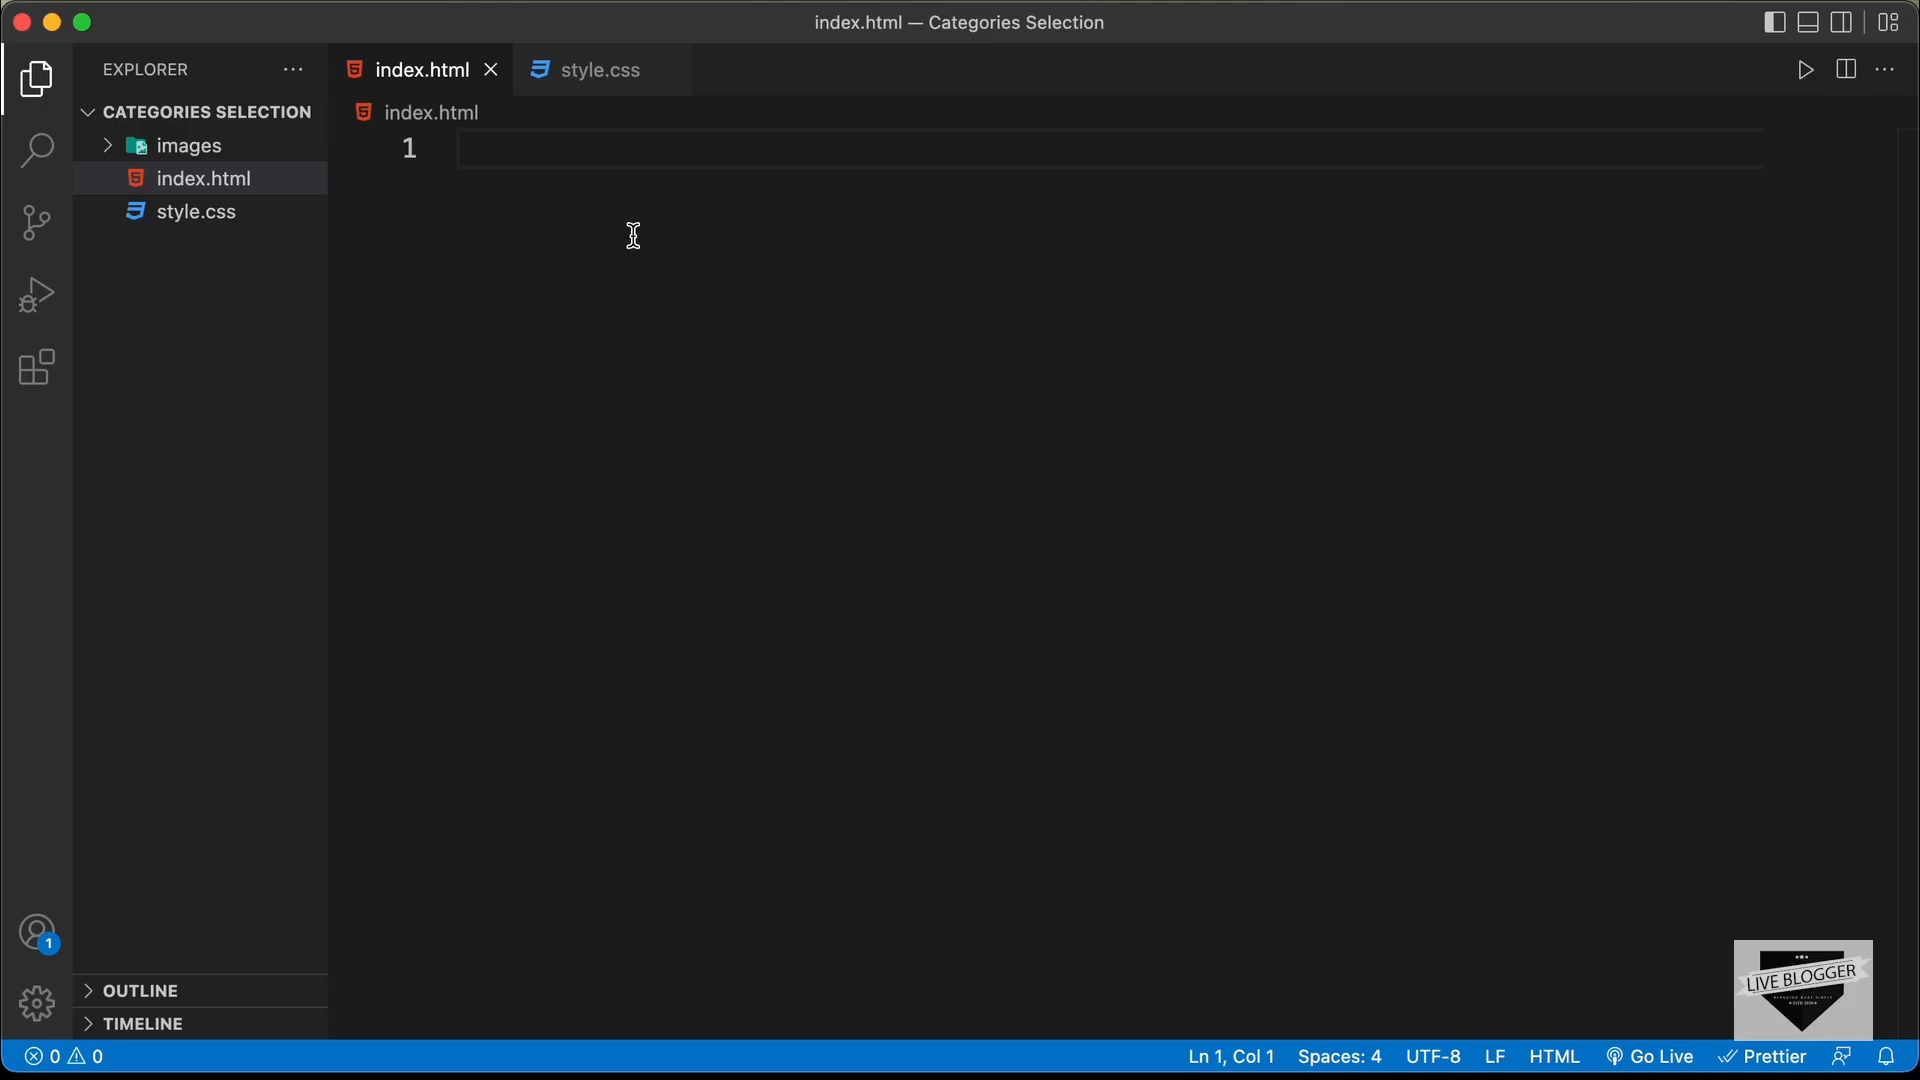 index.html — Categories Selection
EXPLORER
index.html
style.css
CATEGORIES SELECTION
index.html
images
1
index.html
style.css
1
OUTLINE
TIMELINE
LIVE BLOGGER
0 0
Ln 1, Col 1
Spaces: 4
UTF-8
LF
HTML
Go Live
Prettier